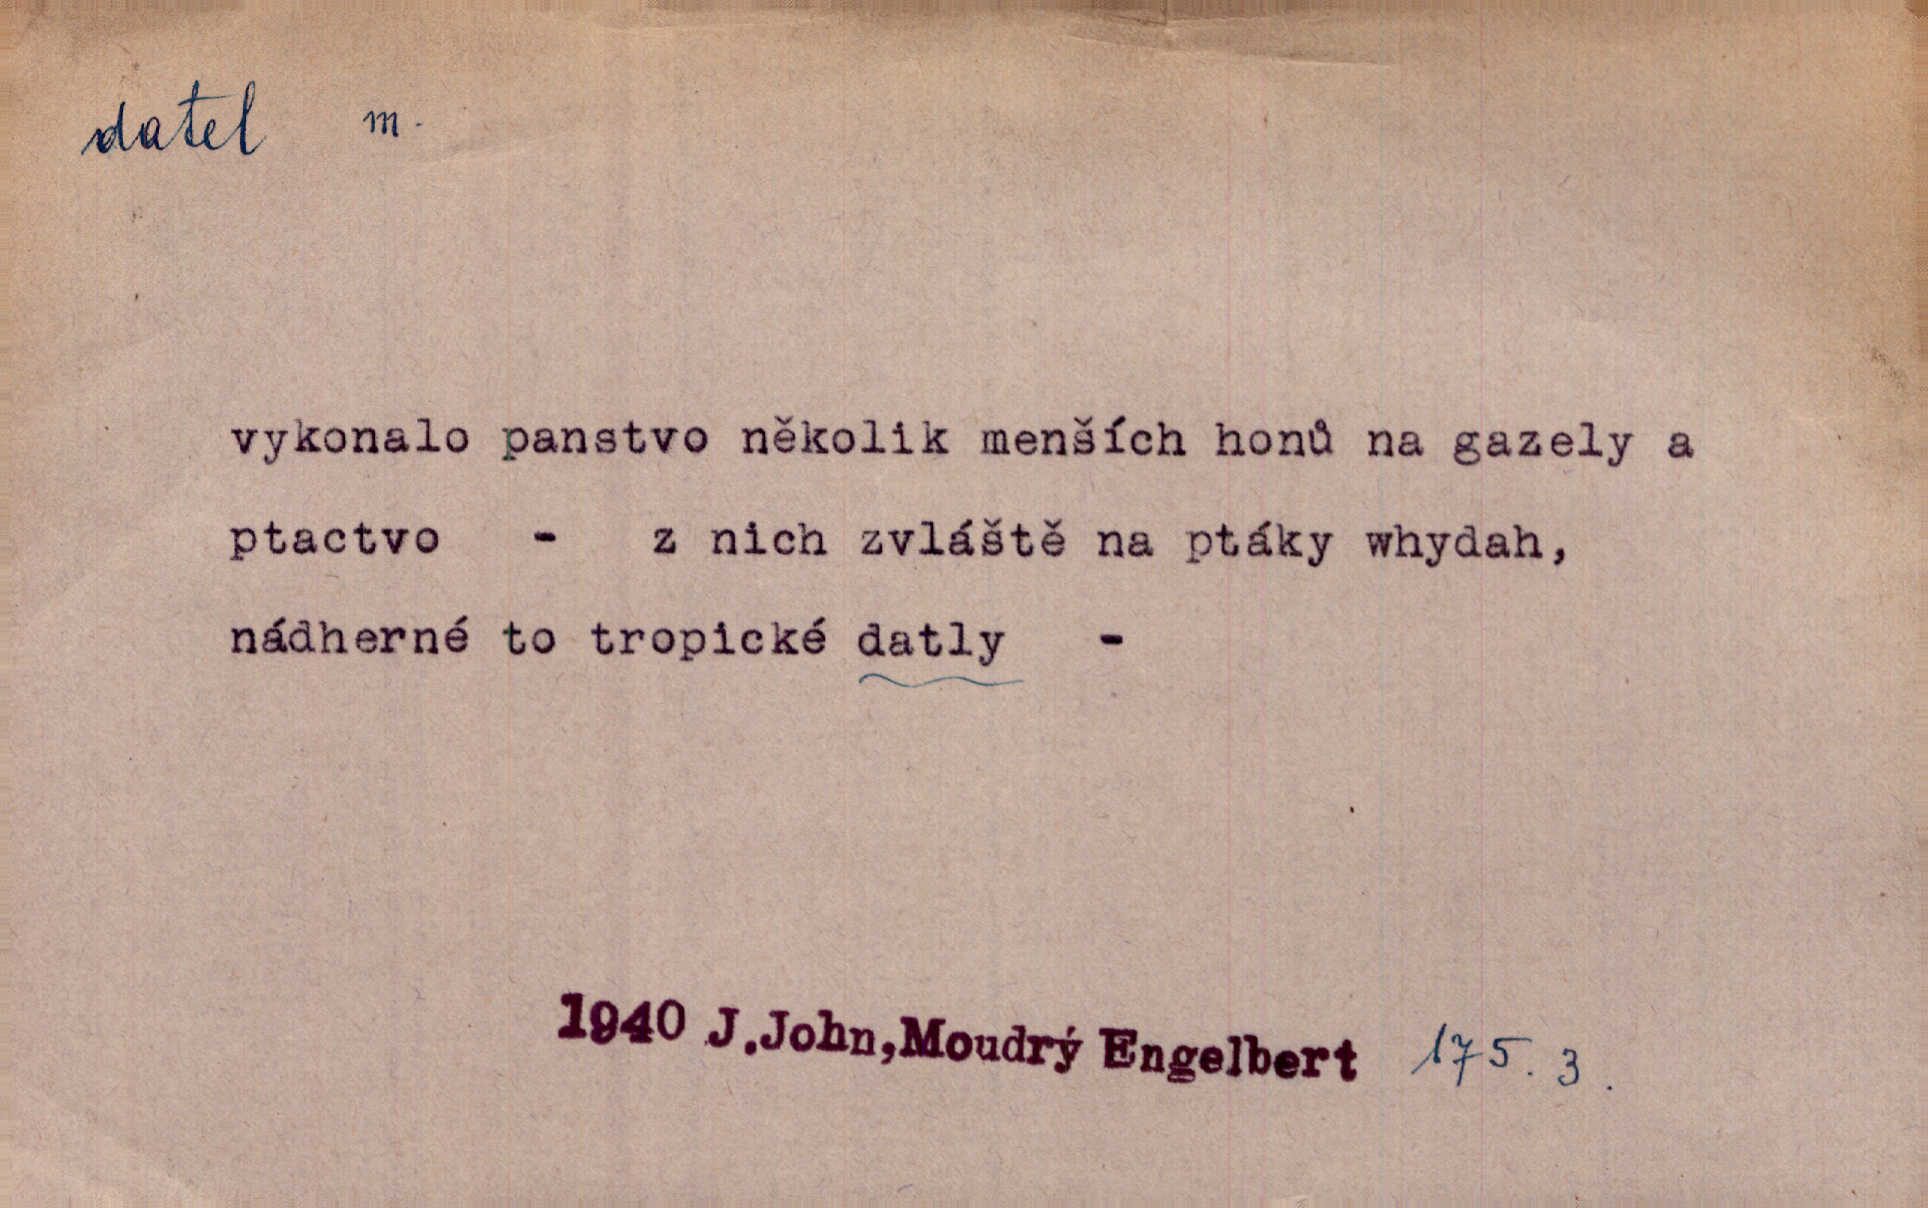 datel m.
vykonalo panstvo několik menších honů na gazely a
ptactvo - z nich zvláště na ptáky whydah,
nádherné to tropické datly -
1940 J.John,Moudrý Engelbert 175. 3.